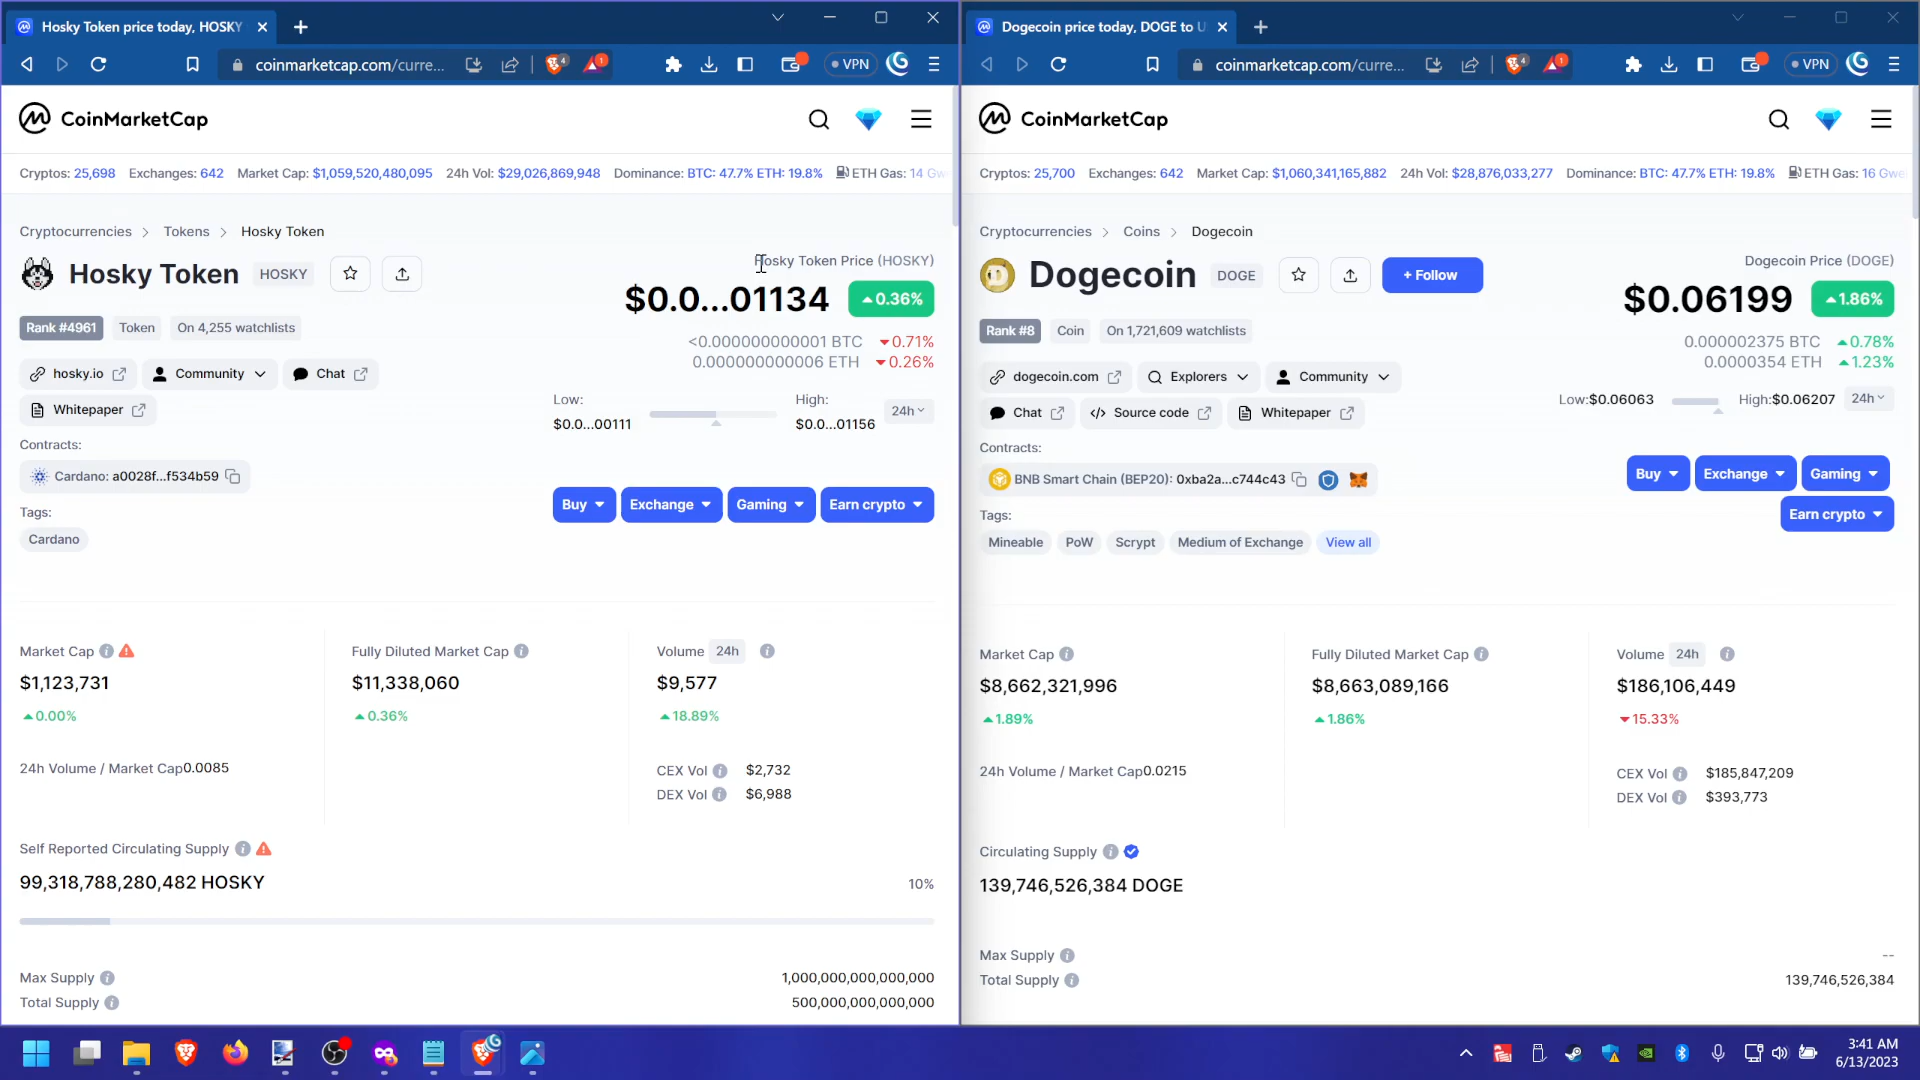 Hosky Token price today, HOSKY
coinmarketcap.com/curre...
4
1
VPN
CoinMarketCap
Cryptos: 25,698 Exchanges: 642 Market Cap: $1,059,520,480,095 24h Vol: $29,026,869,948 Dominance: BTC: 47.7% ETH: 19.8% ETH Gas: 14 Gw
Cryptocurrencies > Tokens > Hosky Token
Hosky Token HOSKY
Hosky Token Price (HOSKY)
$0.0...01134 0.36%
Rank #4961 Token On 4,255 watchlists
<0.000000000001 BTC 0.71%
0.000000000006 ETH 0.26%
hosky.io Community Chat
Whitepaper
Low: High:
$0.0...00111 $0.0...01156 24h
Contracts:
Cardano: a0028f...f534b59
Buy Exchange Gaming Earn crypto
Tags:
Cardano
Market Cap Fully Diluted Market Cap Volume 24h
$1,123,731 $11,338,060 $9,577
0.00% 0.36% 18.89%
24h Volume / Market Cap0.0085
CEX Vol $2,732
DEX Vol $6,988
Self Reported Circulating Supply
99,318,788,280,482 HOSKY 10%
Max Supply 1,000,000,000,000,000
Total Supply 500,000,000,000,000
Dogecoin price today, DOGE to U
coinmarketcap.com/curre...
4
1
VPN
CoinMarketCap
Cryptos: 25,700 Exchanges: 642 Market Cap: $1,060,341,165,882 24h Vol: $28,876,033,277 Dominance: BTC: 47.7% ETH: 19.8% ETH Gas: 16 Gwe
Cryptocurrencies > Coins > Dogecoin
Dogecoin DOGE + Follow
Dogecoin Price (DOGE)
$0.06199 1.86%
Rank #8 Coin On 1,721,609 watchlists
0.000002375 BTC 0.78%
0.0000354 ETH 1.23%
dogecoin.com Explorers Community
Low:$0.06063 High:$0.06207 24h
Chat Source code Whitepaper
Contracts:
BNB Smart Chain (BEP20): 0xba2a...c744c43
Buy Exchange Gaming
Earn crypto
Tags:
Mineable PoW Scrypt Medium of Exchange View all
Market Cap Fully Diluted Market Cap Volume 24h
$8,662,321,996 $8,663,089,166 $186,106,449
1.89% 1.86% 15.33%
24h Volume / Market Cap0.0215
CEX Vol $185,847,209
DEX Vol $393,773
Circulating Supply
139,746,526,384 DOGE
Max Supply --
Total Supply 139,746,526,384
3:41 AM
6/13/2023